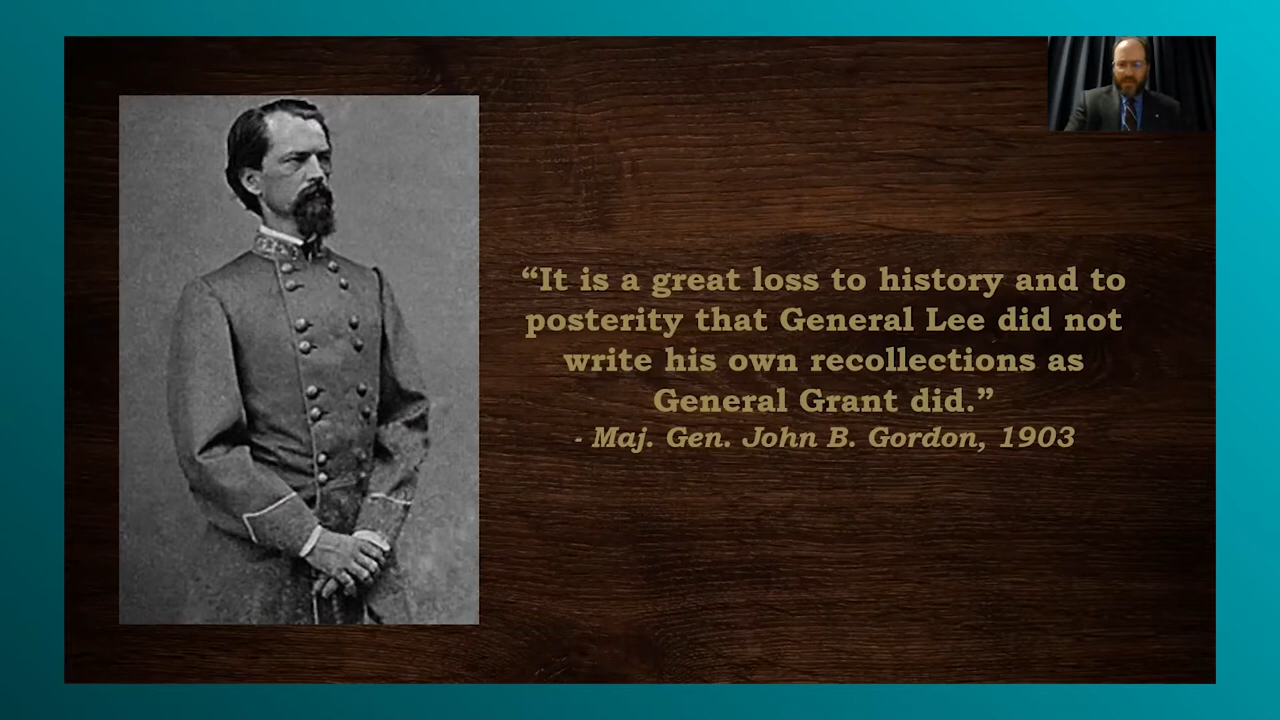 “It is a great loss to history and to
posterity that General Lee did not
write his own recollections as
General Grant did.”
- Maj. Gen. John B. Gordon, 1903